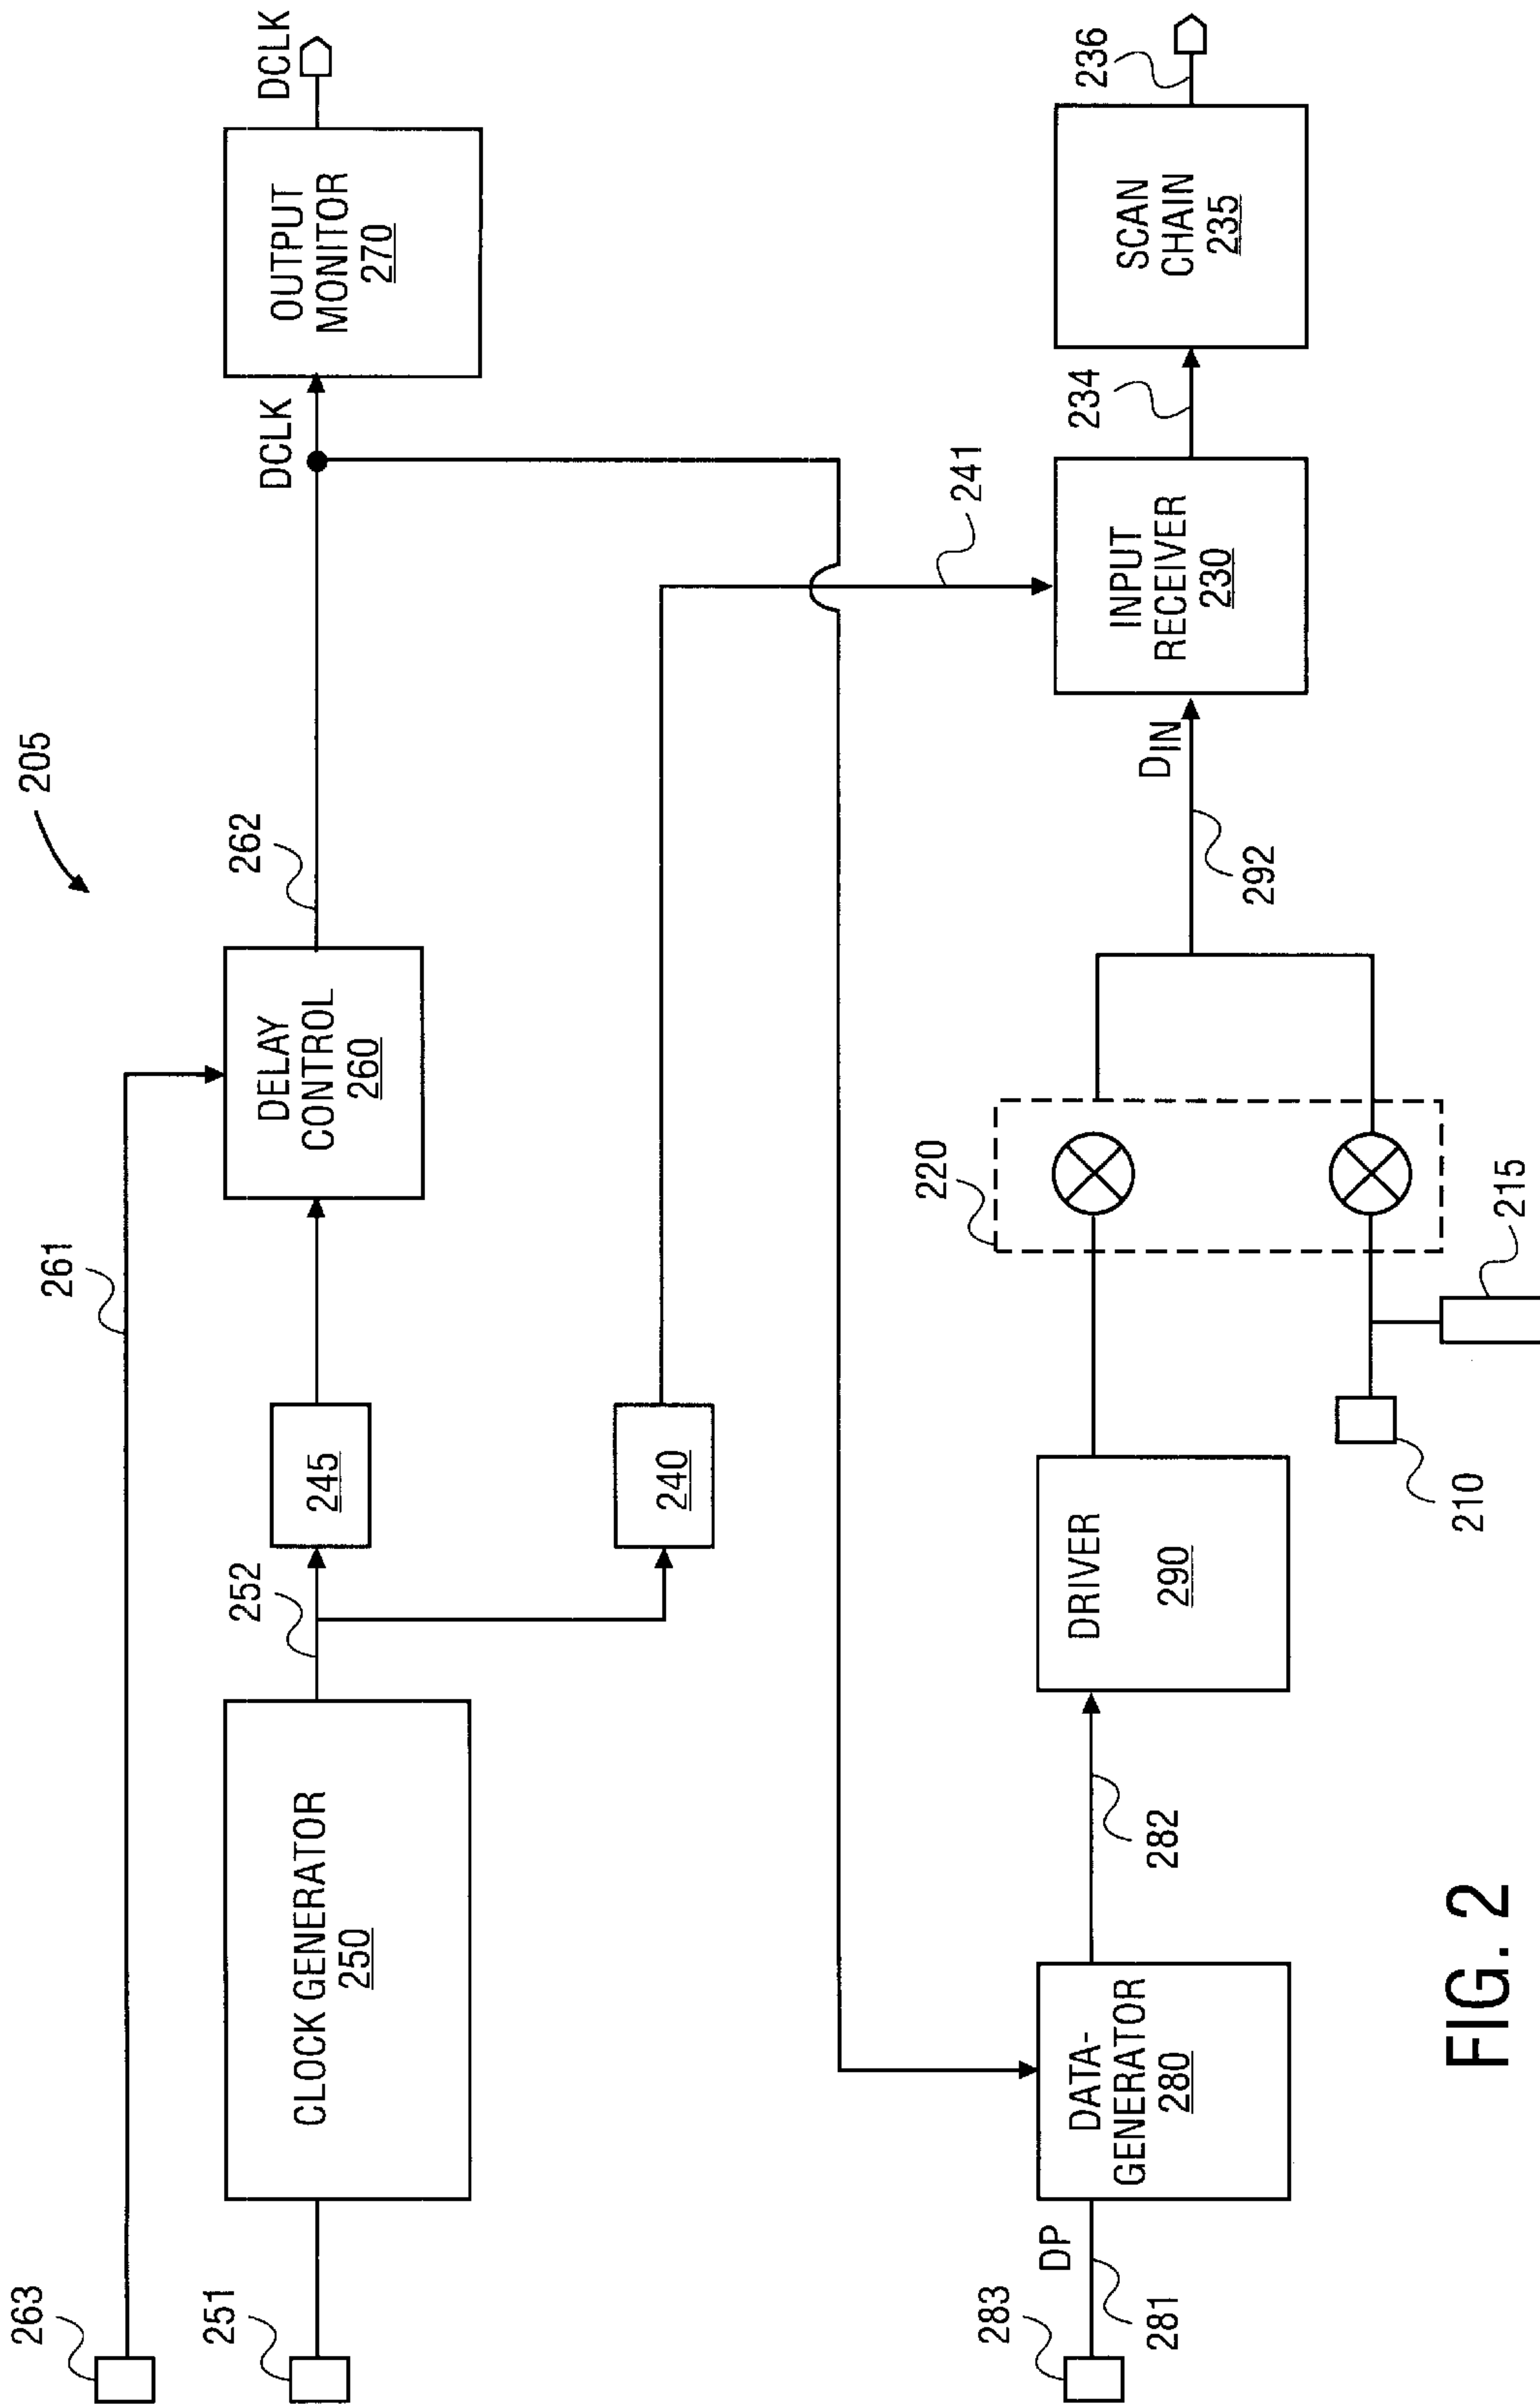 205
263
261
251
CLOCK GENERATOR
250
252
245
DELAY
CONTROL
260
262
DCLK
OUTPUT
MONITOR
270
DCLK
240
241
283
DP
281
DATA-
GENERATOR
280
282
DRIVER
290
220
210
215
292
DIN
INPUT
RECEIVER
230
234
SCAN
CHAIN
235
236
FIG. 2